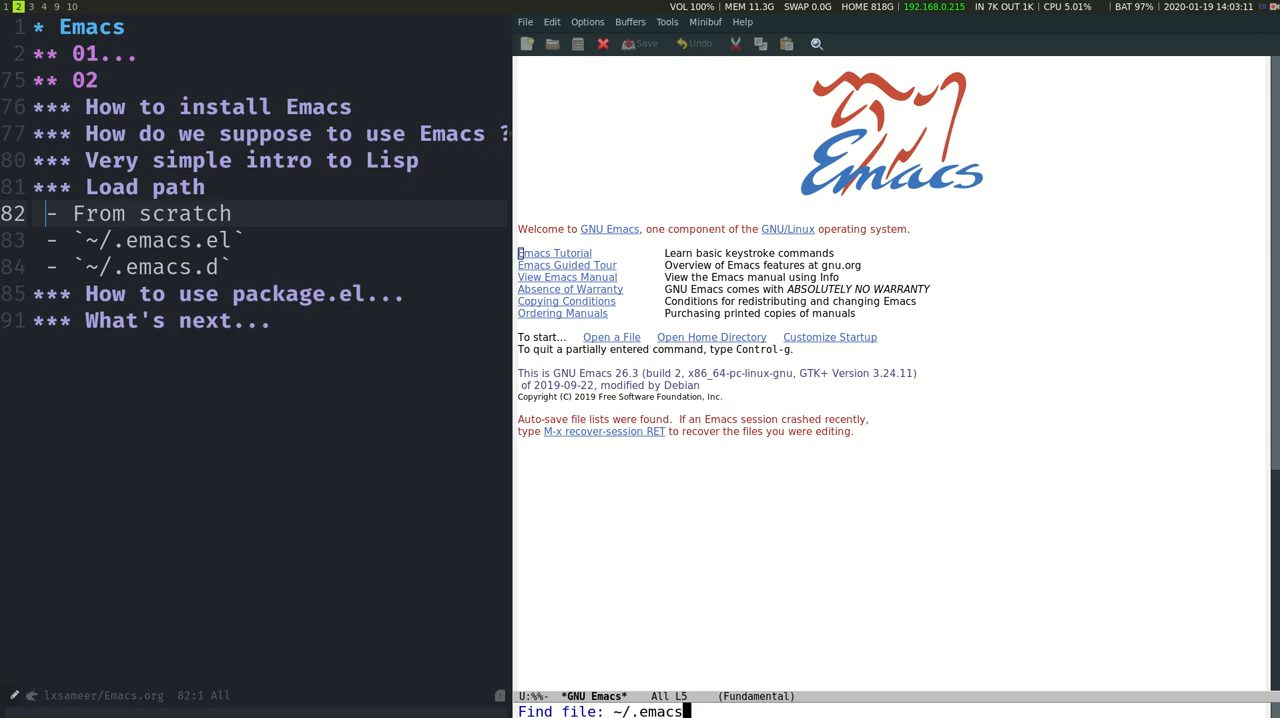 1 2 3 4 9 10
VOL 100% | MEM 11.3G SWAP 0.0G HOME 818G | 192.168.0.215 | IN 7K OUT 1K | CPU 5.01% | BAT 97% | 2020-01-19 14:03:11 EN
1 * Emacs
2 ** 01...
75 ** 02
76 *** How to install Emacs
77 *** How do we suppose to use Emacs ?
80 *** Very simple intro to Lisp
81 *** Load path
82 - From scratch
83 - `~/.emacs.el`
84 - `~/.emacs.d`
85 *** How to use package.el...
91 *** What's next...
lxsameer/Emacs.org 82:1 All
File Edit Options Buffers Tools Minibuf Help
Save Undo
Emacs
Welcome to GNU Emacs, one component of the GNU/Linux operating system.
Emacs Tutorial Learn basic keystroke commands
Emacs Guided Tour Overview of Emacs features at gnu.org
View Emacs Manual View the Emacs manual using Info
Absence of Warranty GNU Emacs comes with ABSOLUTELY NO WARRANTY
Copying Conditions Conditions for redistributing and changing Emacs
Ordering Manuals Purchasing printed copies of manuals
To start... Open a File Open Home Directory Customize Startup
To quit a partially entered command, type Control-g.
This is GNU Emacs 26.3 (build 2, x86_64-pc-linux-gnu, GTK+ Version 3.24.11)
of 2019-09-22, modified by Debian
Copyright (C) 2019 Free Software Foundation, Inc.
Auto-save file lists were found. If an Emacs session crashed recently,
type M-x recover-session RET to recover the files you were editing.
U:%%- *GNU Emacs* All L5 (Fundamental)
Find file: ~/.emacs